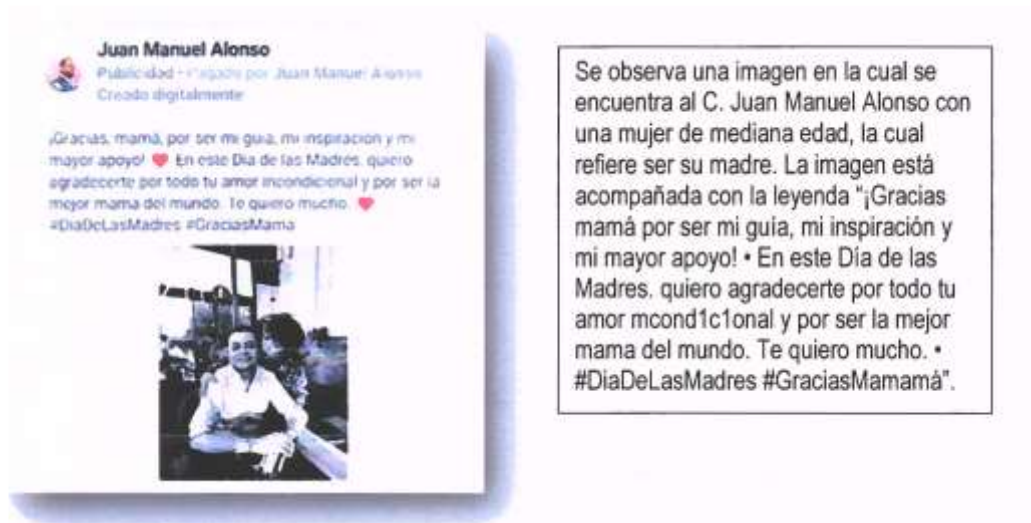 Juan Manuel Alonso
Publicidad • Pagado por Juan Manuel Alonso
Creado digitalmente
¡Gracias, mamá, por ser mi guía, mi inspiración y mi
mayor apoyo! ❤ En este Día de las Madres, quiero
agradecerte por todo tu amor incondicional y por ser la
mejor mama del mundo. Te quiero mucho. ❤
#DiaDeLasMadres #GraciasMama
Se observa una imagen en la cual se
encuentra al C. Juan Manuel Alonso con
una mujer de mediana edad, la cual
refiere ser su madre. La imagen está
acompañada con la leyenda "¡Gracias
mamá por ser mi guía, mi inspiración y
mi mayor apoyo! • En este Día de las
Madres. quiero agradecerte por todo tu
amor mcond1c1onal y por ser la mejor
mama del mundo. Te quiero mucho. •
#DiaDeLasMadres #GraciasMamamá".